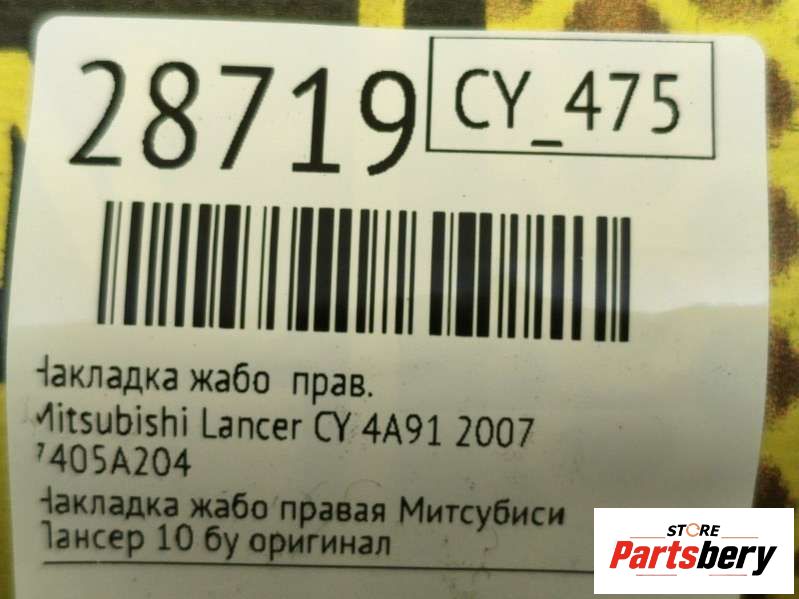 28719
CY_475
Накладка жабо прав.
Mitsubishi Lancer CY 4A91 2007
7405A204
Накладка жабо правая Митсубиси
Лансер 10 бу оригинал
STORE
Partsbery